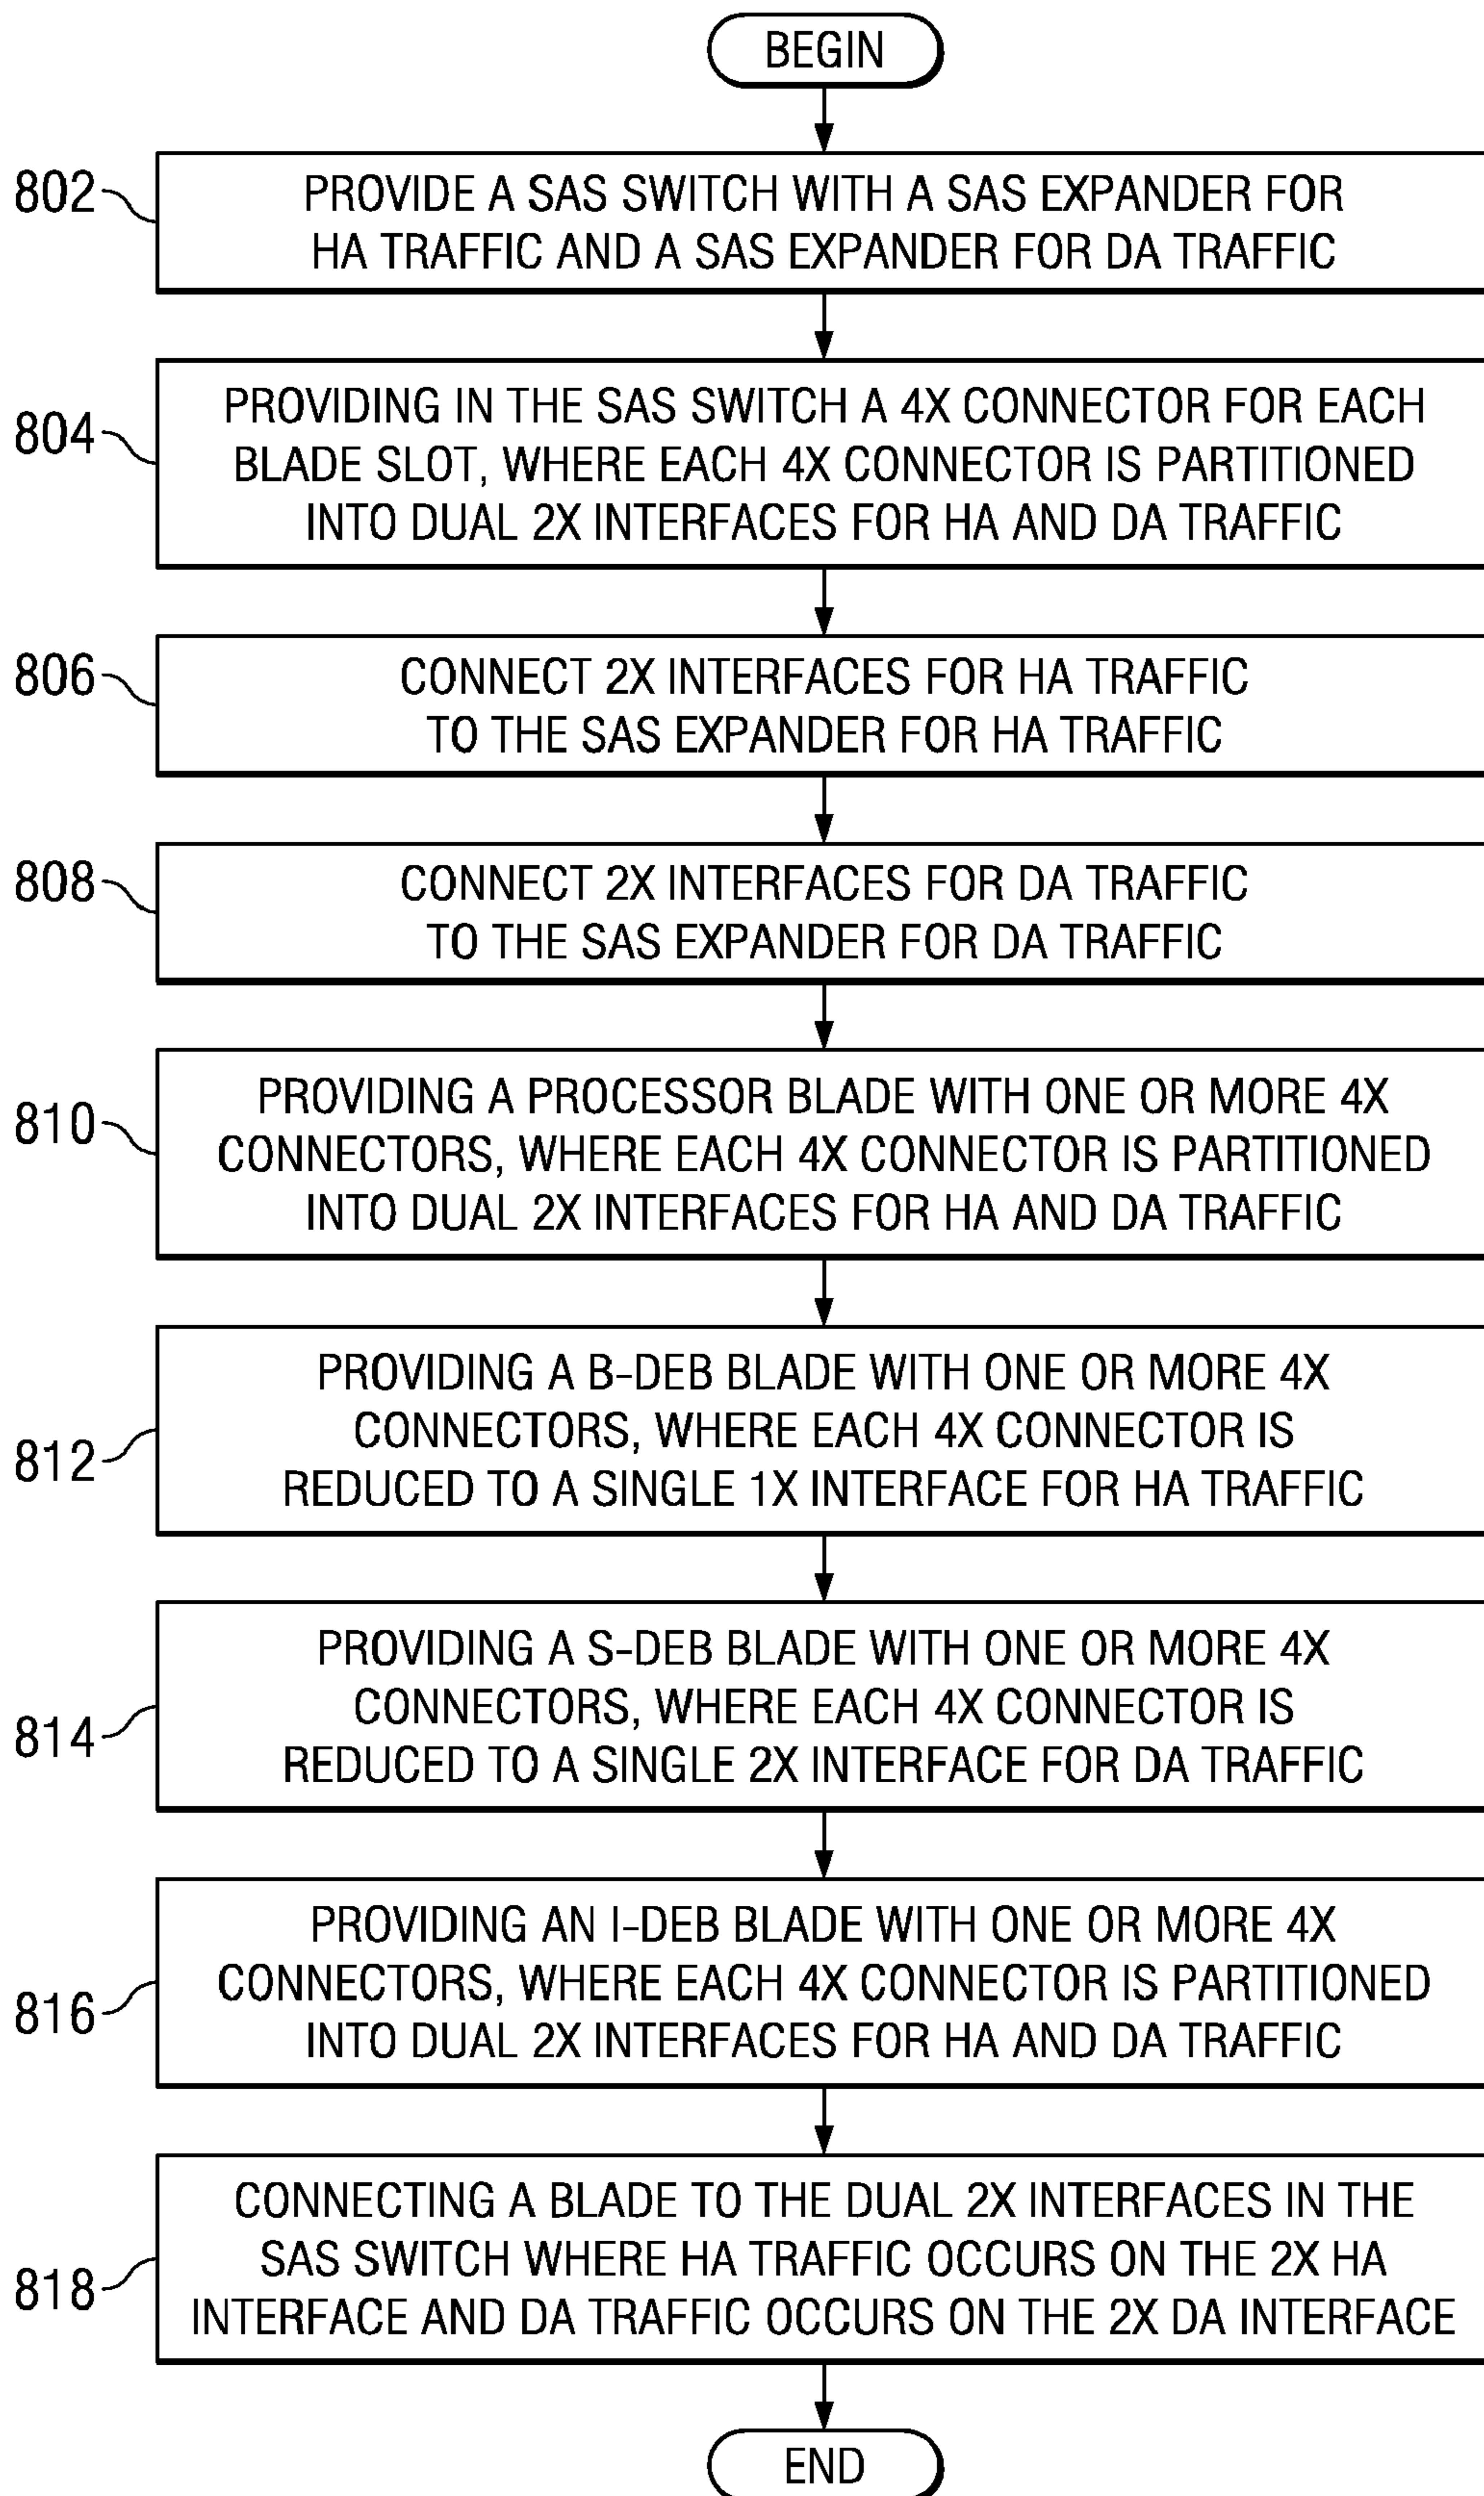 BEGIN
802
PROVIDE A SAS SWITCH WITH A SAS EXPANDER FOR
HA TRAFFIC AND A SAS EXPANDER FOR DA TRAFFIC
804
PROVIDING IN THE SAS SWITCH A 4X CONNECTOR FOR EACH
BLADE SLOT, WHERE EACH 4X CONNECTOR IS PARTITIONED
INTO DUAL 2X INTERFACES FOR HA AND DA TRAFFIC
806
CONNECT 2X INTERFACES FOR HA TRAFFIC
TO THE SAS EXPANDER FOR HA TRAFFIC
808
CONNECT 2X INTERFACES FOR DA TRAFFIC
TO THE SAS EXPANDER FOR DA TRAFFIC
810
PROVIDING A PROCESSOR BLADE WITH ONE OR MORE 4X
CONNECTORS, WHERE EACH 4X CONNECTOR IS PARTITIONED
INTO DUAL 2X INTERFACES FOR HA AND DA TRAFFIC
812
PROVIDING A B-DEB BLADE WITH ONE OR MORE 4X
CONNECTORS, WHERE EACH 4X CONNECTOR IS
REDUCED TO A SINGLE 1X INTERFACE FOR HA TRAFFIC
814
PROVIDING A S-DEB BLADE WITH ONE OR MORE 4X
CONNECTORS, WHERE EACH 4X CONNECTOR IS
REDUCED TO A SINGLE 2X INTERFACE FOR DA TRAFFIC
816
PROVIDING AN I-DEB BLADE WITH ONE OR MORE 4X
CONNECTORS, WHERE EACH 4X CONNECTOR IS PARTITIONED
INTO DUAL 2X INTERFACES FOR HA AND DA TRAFFIC
818
CONNECTING A BLADE TO THE DUAL 2X INTERFACES IN THE
SAS SWITCH WHERE HA TRAFFIC OCCURS ON THE 2X HA
INTERFACE AND DA TRAFFIC OCCURS ON THE 2X DA INTERFACE
END